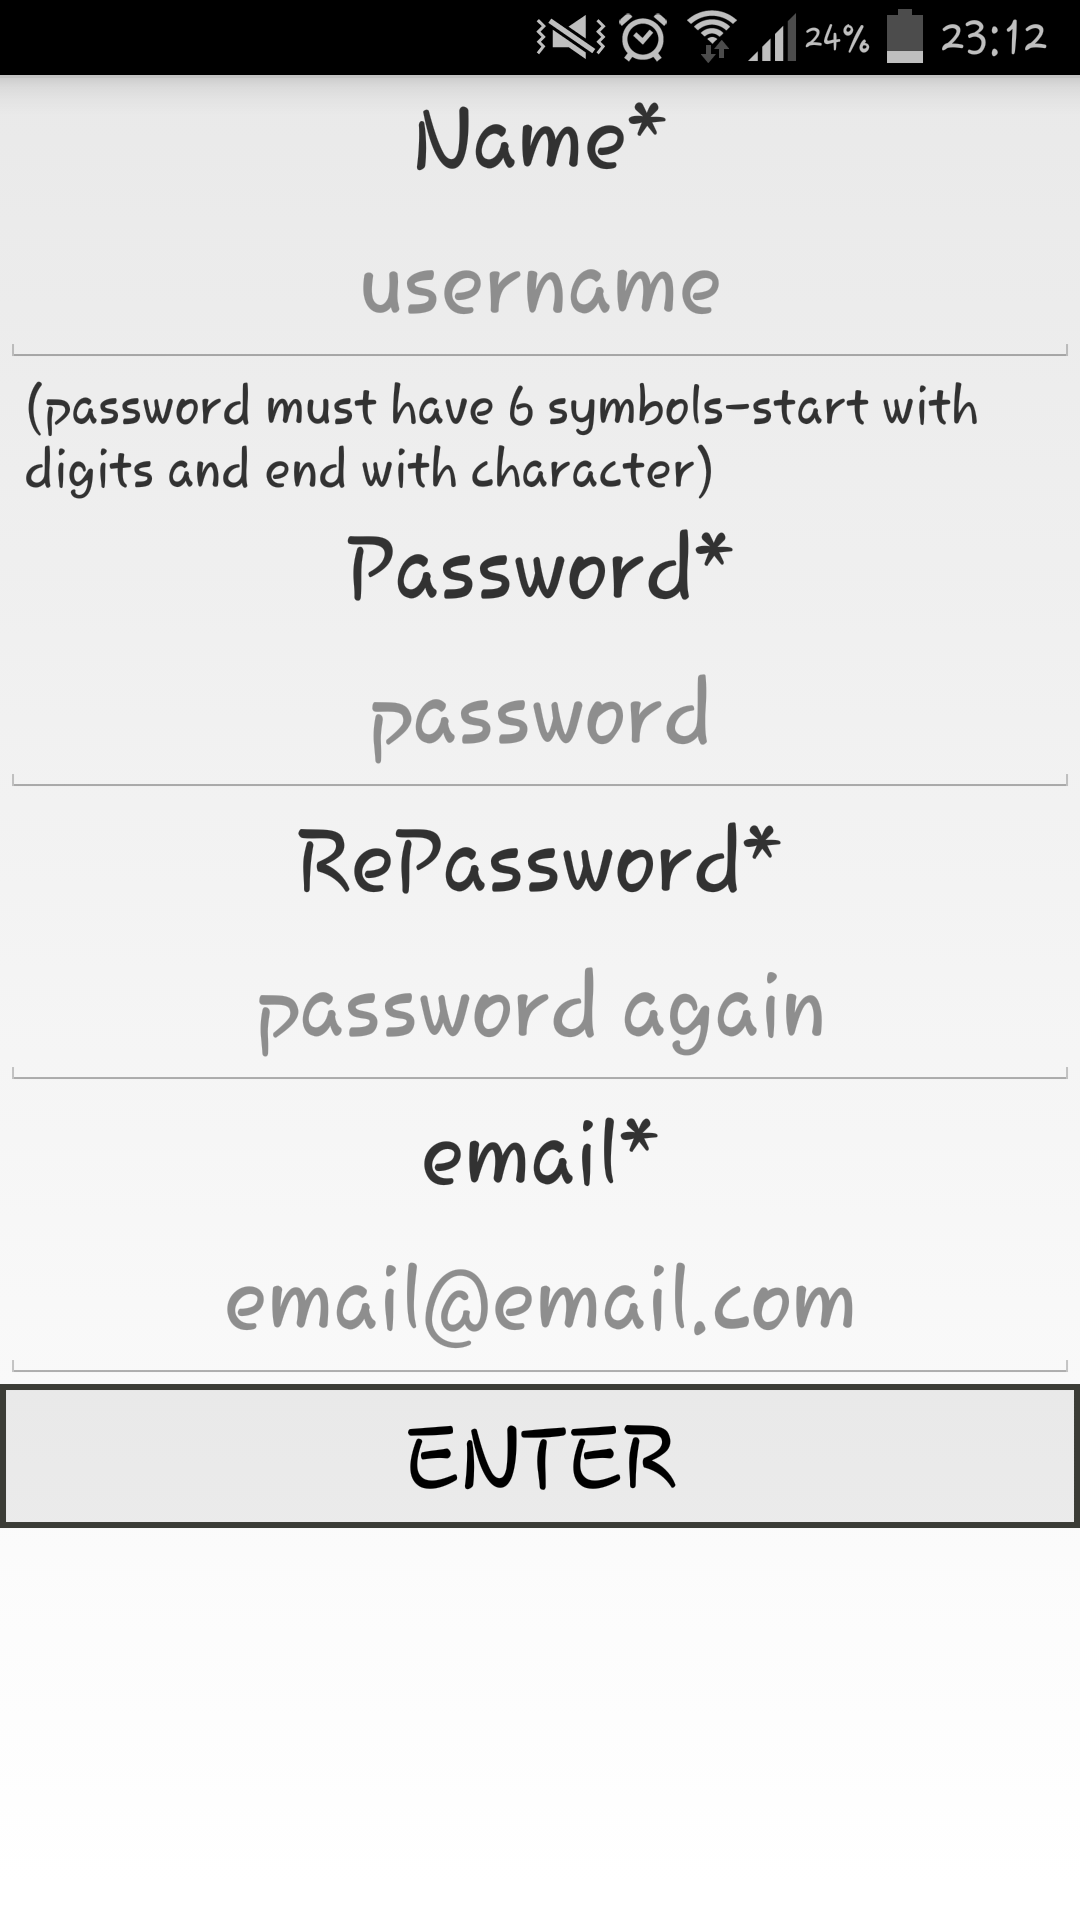 24% 23:12
Name*
username
(password must have 6 symbols-start with
digits and end with character)
Password*
password
RePassword*
password again
email*
email@email.com
ENTER